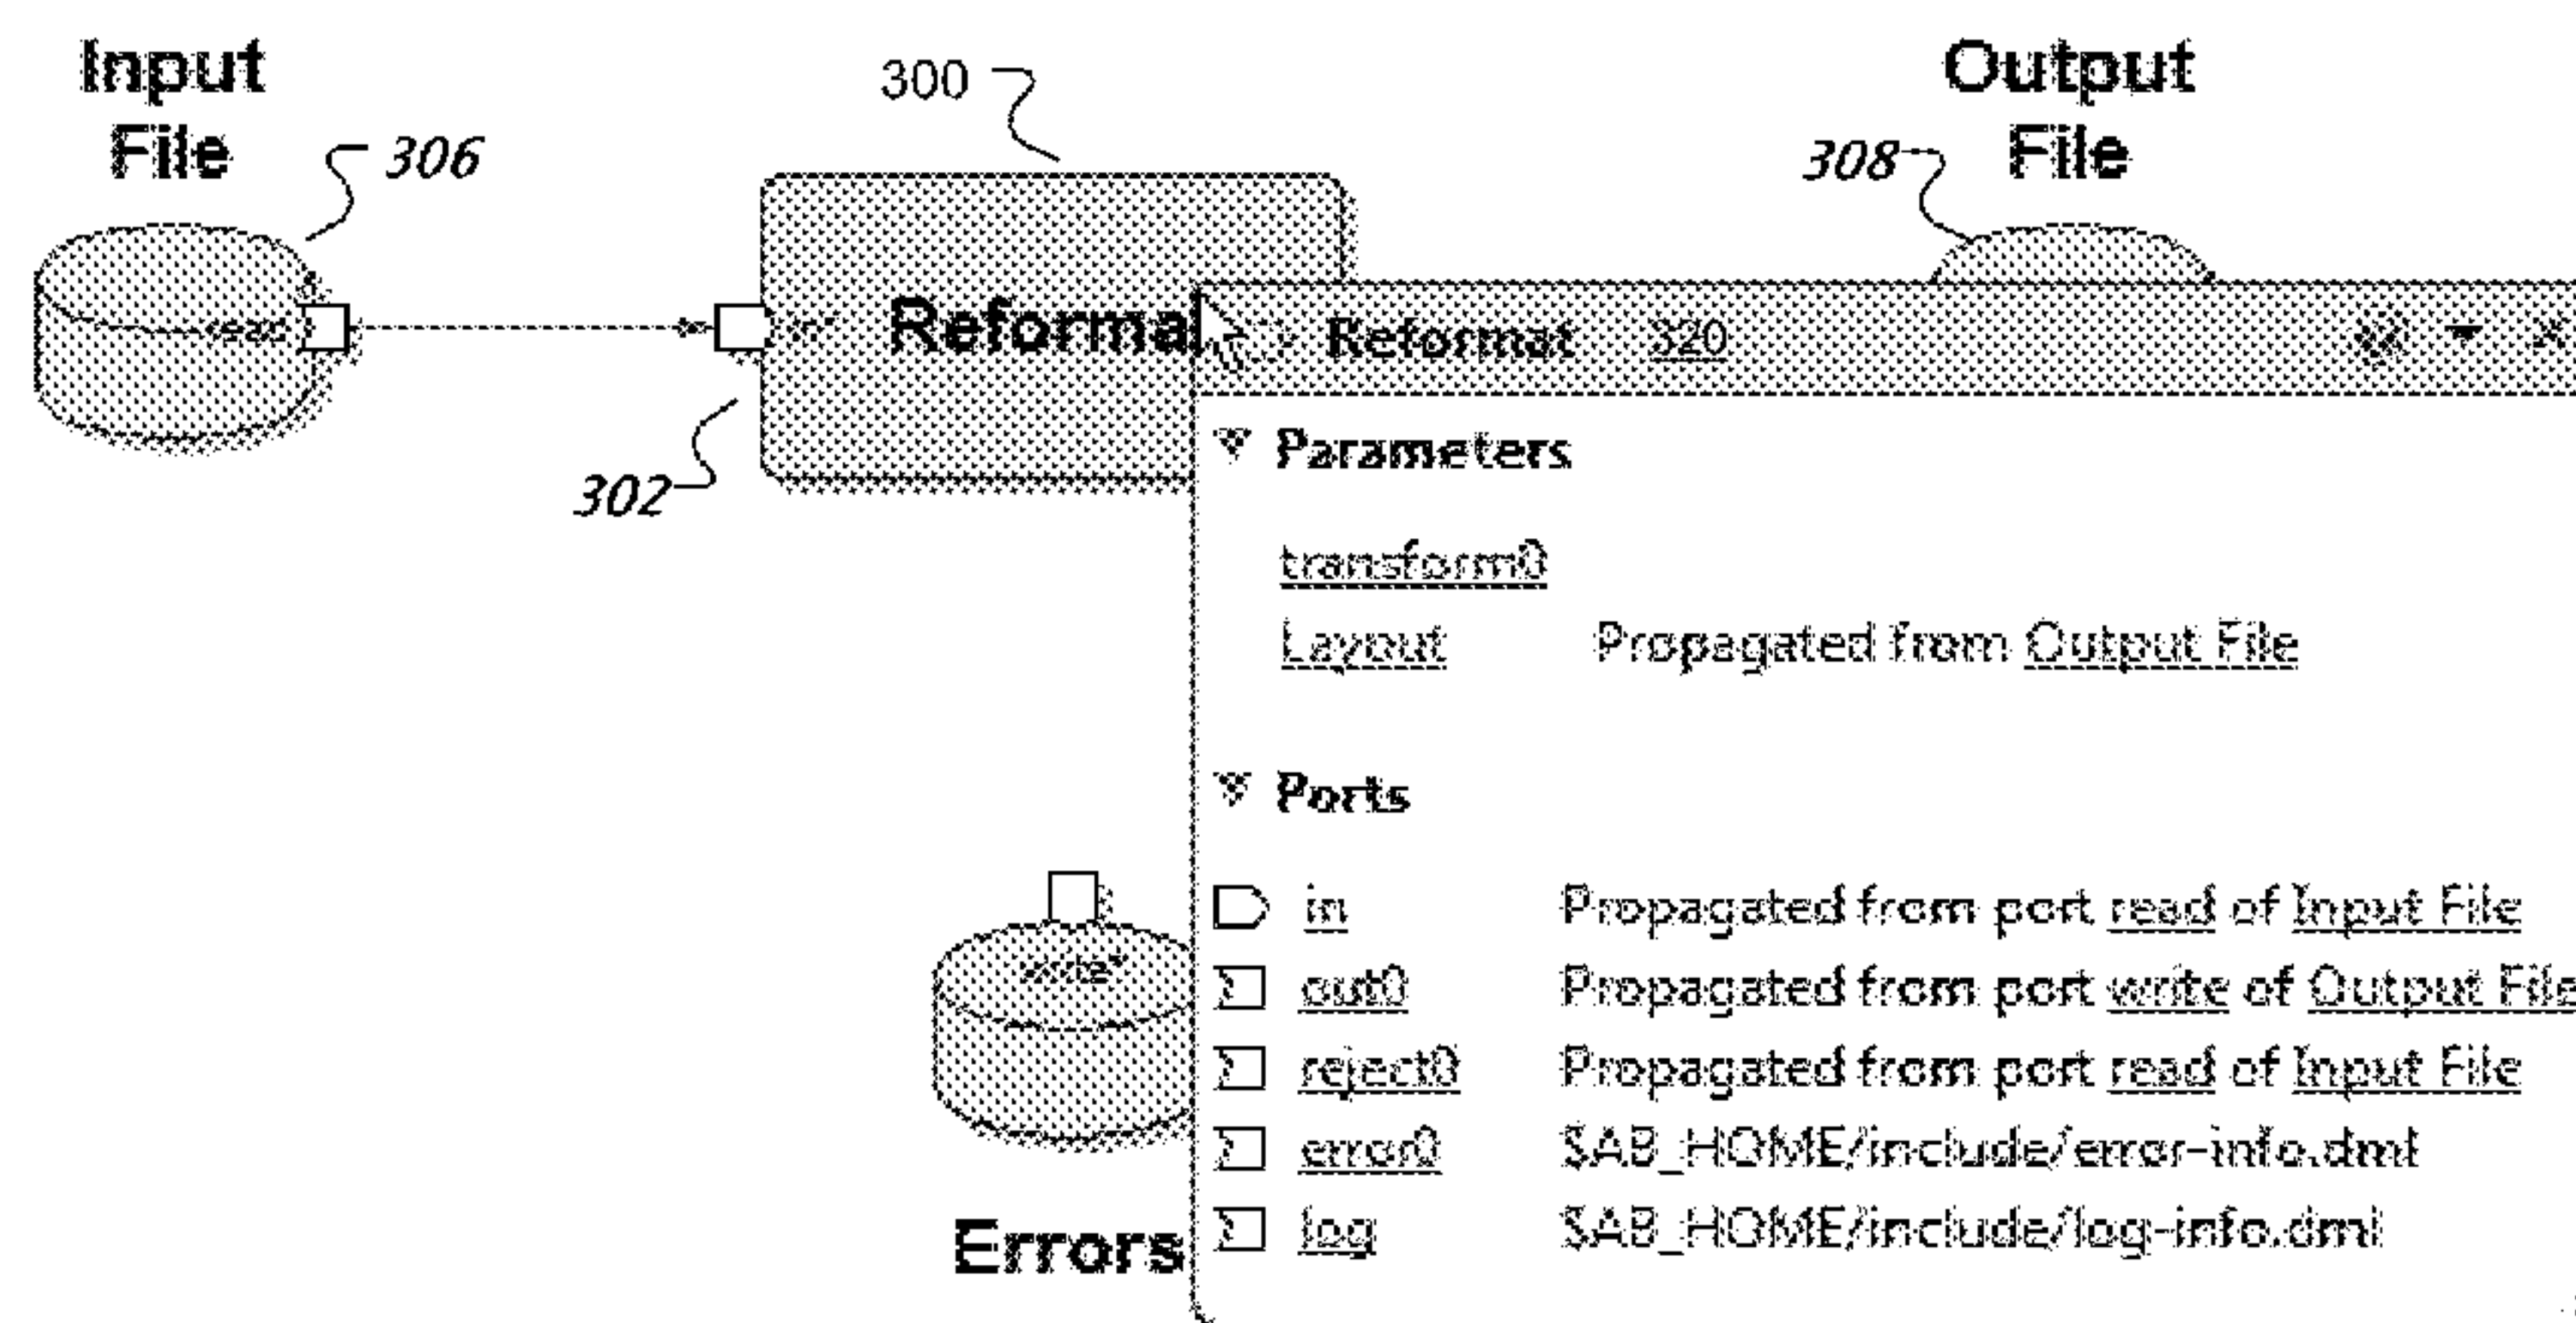 Input
File
306
300
Output
File
308
read
in*
Reformat
Reformat 320
302
Parameters
transform0
Layout Propagated from Output File
Ports
in Propagated from port read of Input File
out0 Propagated from port write of Output File
reject0 Propagated from port read of Input File
error0 $AB_HOME/include/error-info.dml
log $AB_HOME/include/log-info.dml
write*
Errors